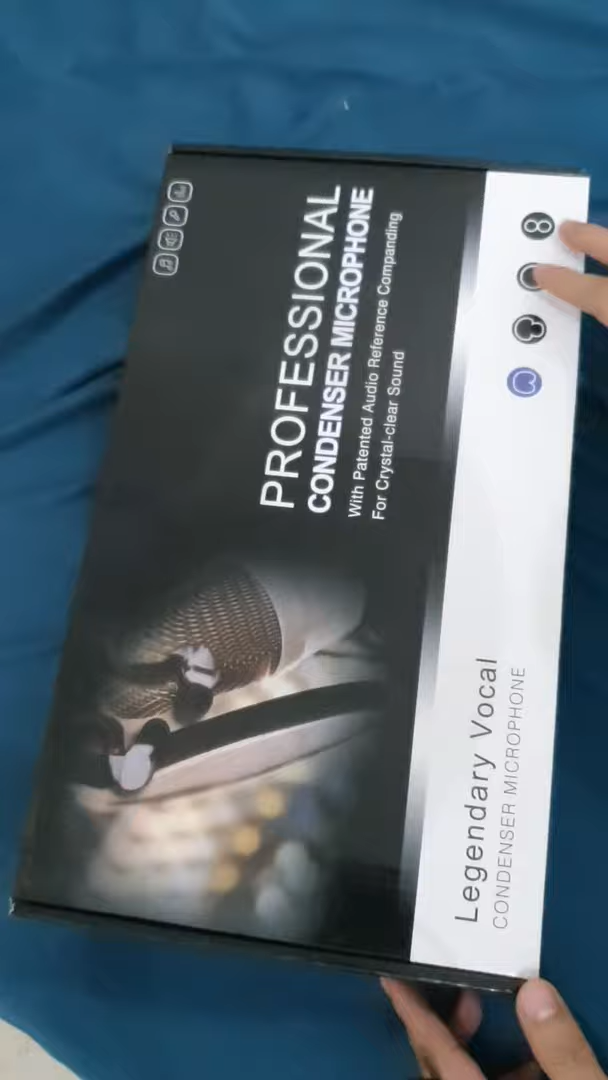 PROFESSIONAL
CONDENSER MICROPHONE
With Patented Audio Reference Companding
For Crystal-clear Sound
Legendary Vocal
CONDENSER MICROPHONE